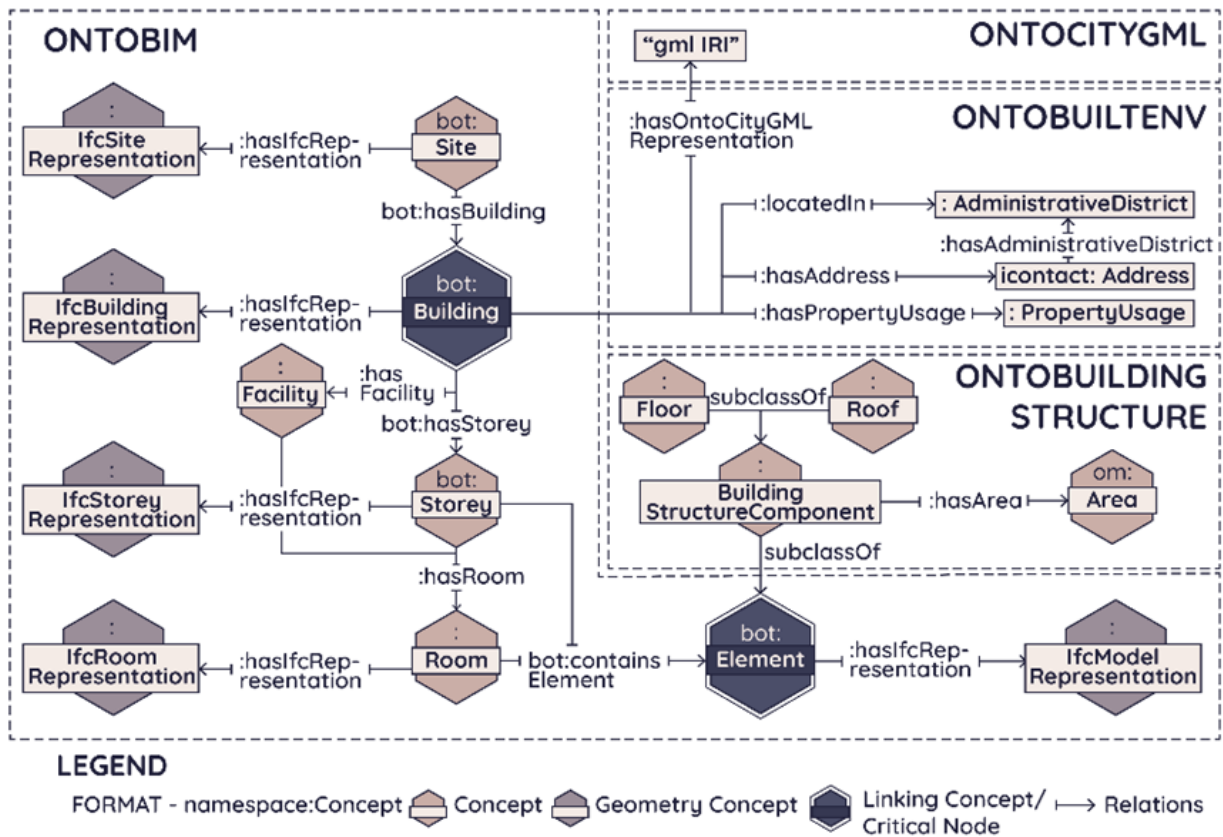 ONTOBIM
:
IfcSite
Representation
:hasIfcRep-
resentation
bot:
Site
bot:hasBuilding
:
IfcBuilding
Representation
:hasIfcRep-
resentation
bot:
Building
:
Facility
:has
Facility
bot:hasStorey
:
IfcStorey
Representation
:hasIfcRep-
resentation
bot:
Storey
:hasRoom
:
IfcRoom
Representation
:hasIfcRep-
resentation
:
Room
bot:contains
Element
bot:
Element
:hasIfcRep-
resentation
:
IfcModel
Representation
ONTOCITYGML
“gml IRI”
:hasOntoCityGML
Representation
ONTOBUILTENV
:locatedIn
: AdministrativeDistrict
:hasAdministrativeDistrict
:hasAddress
icontact: Address
:hasPropertyUsage
: PropertyUsage
ONTOBUILDING
STRUCTURE
:
Floor
subclassOf
:
Roof
:
Building
StructureComponent
:hasArea
om:
Area
subclassOf
LEGEND
FORMAT - namespace:Concept
Concept
Geometry Concept
Linking Concept/
Critical Node
Relations